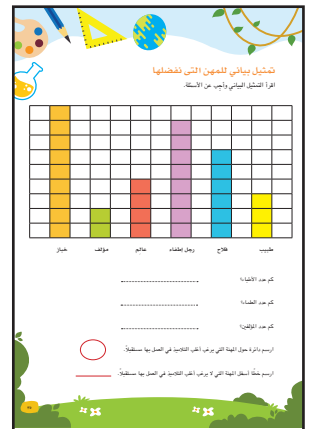 تمثيل بياني للمهن التى نفضلها
اقرأ التمثيل البياني وأجب عن الأسئلة.
طبيب فلاح رجل إطفاء عالم مؤلف خباز
كم عدد الأطباء؟
كم عدد العلماء؟
كم عدد المؤلفين؟
ارسم دائرة حول المهنة التي يرغب أغلب التلاميذ في العمل بها مستقبلاً.
ارسم خطًا أسفل المهنة التي لا يرغب أغلب التلاميذ في العمل بها مستقبلاً.